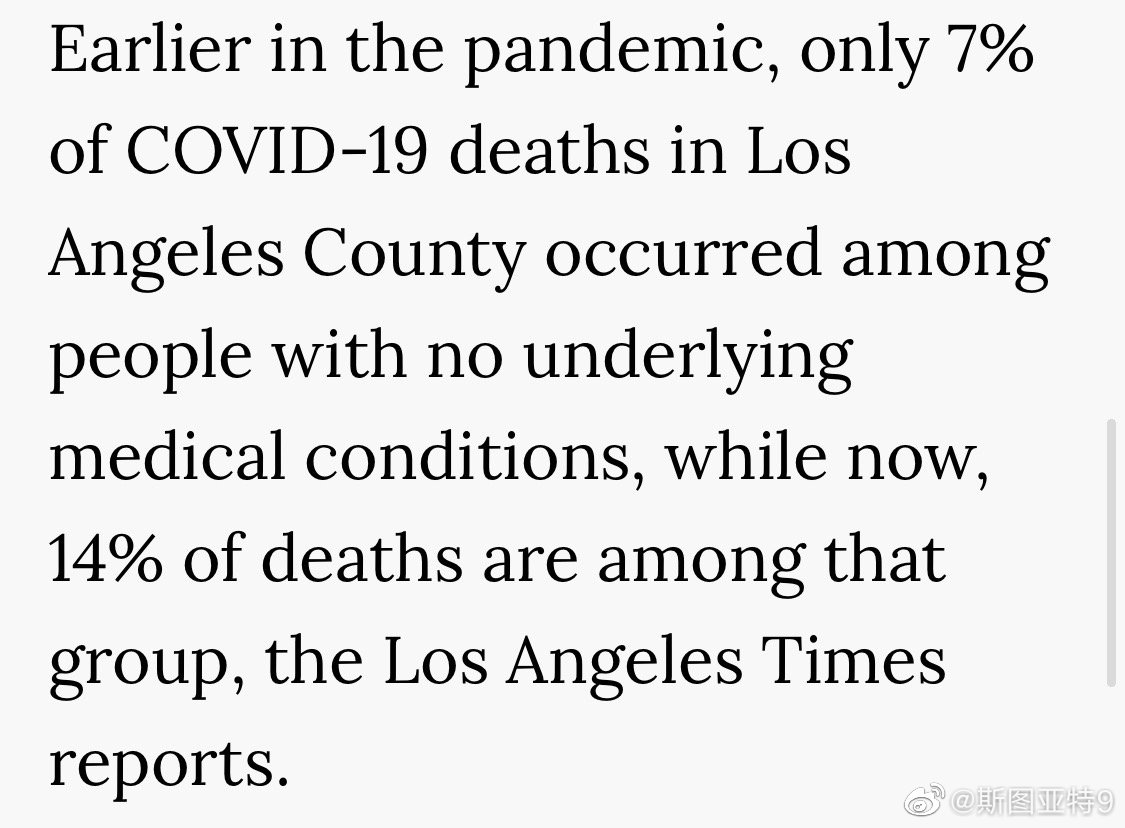 Earlier in the pandemic, only 7%
of COVID-19 deaths in Los
Angeles County occurred among
people with no underlying
medical conditions, while now,
14% of deaths are among that
group, the Los Angeles Times
reports.
@斯图亚特9